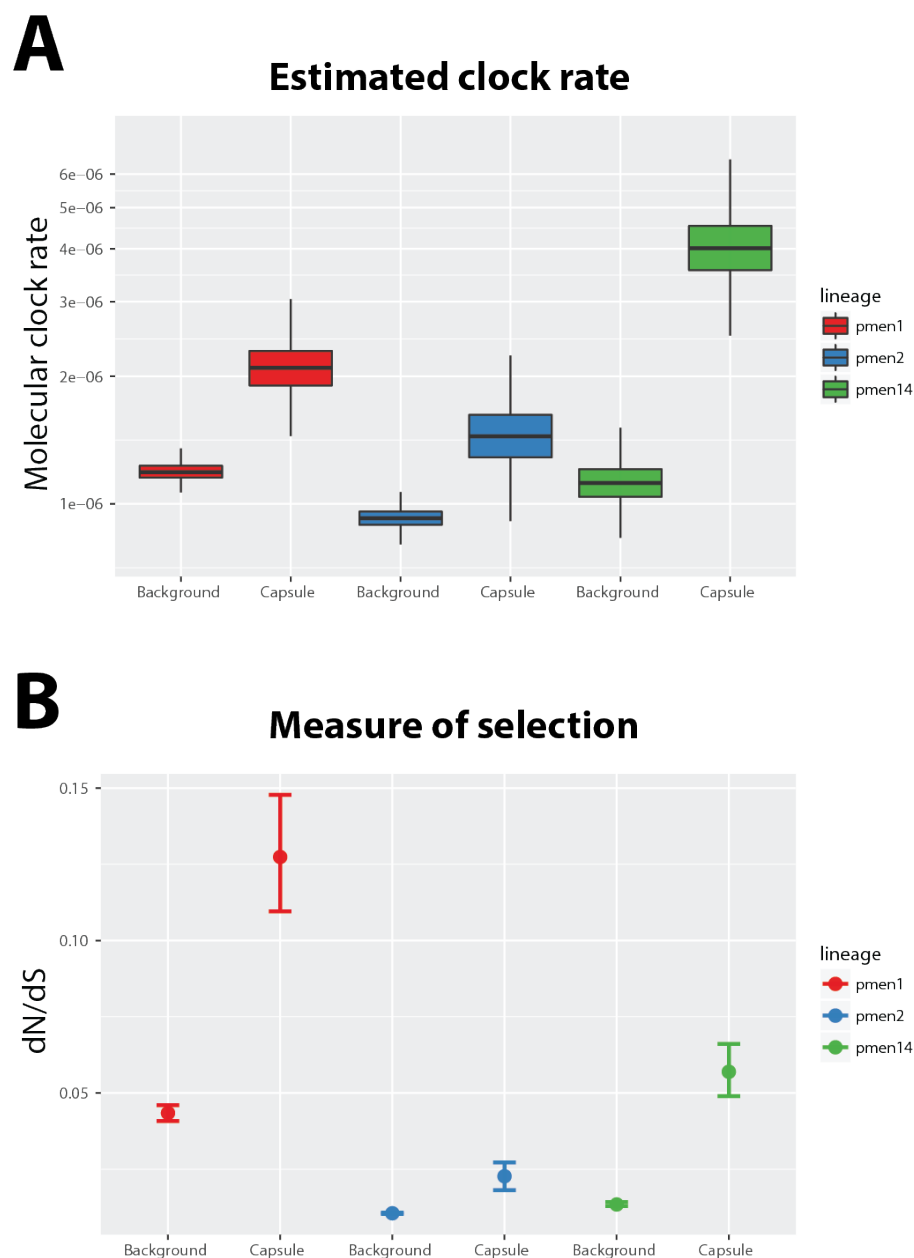 A
Estimated clock rate
6e−06
5e−06
4e−06
3e−06
2e−06
1e−06
Molecular clock rate
Background Capsule Background Capsule Background Capsule
lineage
pmen1
pmen2
pmen14
B
Measure of selection
0.15
0.10
0.05
dN/dS
Background Capsule Background Capsule Background Capsule
lineage
pmen1
pmen2
pmen14